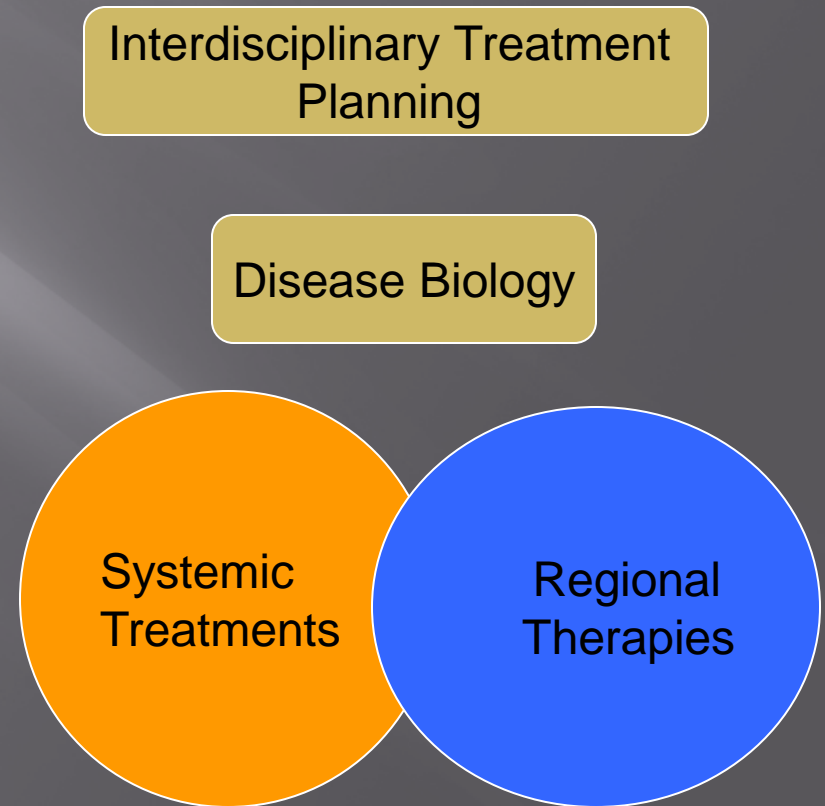 Interdisciplinary Treatment
Planning
Disease Biology
Systemic
Treatments
Regional
Therapies